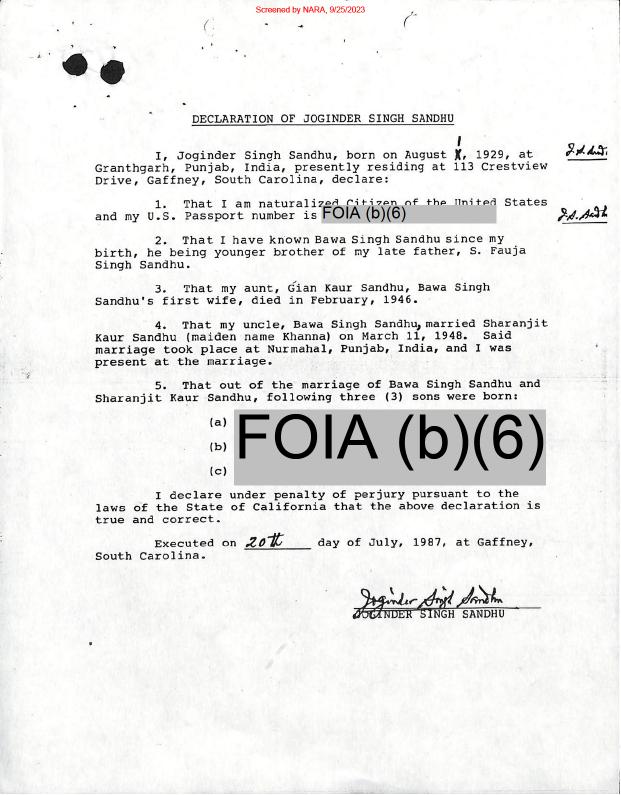 Screened by NARA, 9/25/2023
DECLARATION OF JOGINDER SINGH SANDHU
1
I, Joginder Singh Sandhu, born on August , 1929, at
Granthgarh, Punjab, India, presently residing at 113 Crestview
Drive, Gaffney, South Carolina, declare:
1. That I am naturalized Citizen of the United States
and my U.S. Passport number is FOIA (b)(6)
2. That I have known Bawa Singh Sandhu since my
birth, he being younger brother of my late father, S. Fauja
Singh Sandhu.
3. That my aunt, Gian Kaur Sandhu, Bawa Singh
Sandhu's first wife, died in February, 1946.
4. That my uncle, Bawa Singh Sandhu, married Sharanjit
Kaur Sandhu (maiden name Khanna) on March 11, 1948. Said
marriage took place at Nurmahal, Punjab, India, and I was
present at the marriage.
5. That out of the marriage of Bawa Singh Sandhu and
Sharanjit Kaur Sandhu, following three (3) sons were born:
(a)
(b) FOIA (b)(6)
(c)
I declare under penalty of perjury pursuant to the
laws of the State of California that the above declaration is
true and correct.
Executed on 20th day of July, 1987, at Gaffney,
South Carolina.
Joginder Singh Sandhu
JOGINDER SINGH SANDHU